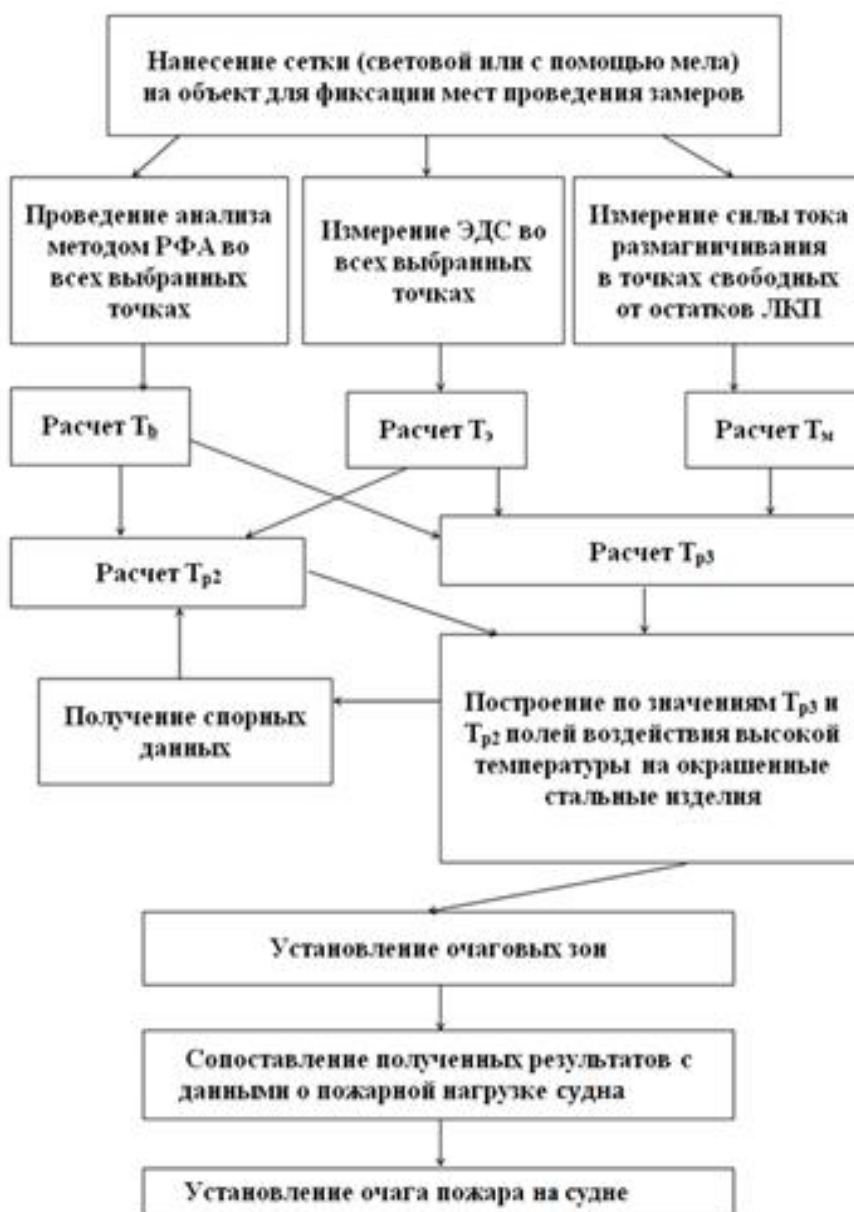 Нанесение сетки (световой или с помощью мела)
на объект для фиксации мест проведения замеров
Проведение анализа
методом РФА во
всех выбранных
точках
Измерение ЭДС во
всех выбранных
точках
Измерение силы тока
размагничивания
в точках свободных
от остатков ЛКП
Расчет Tb
Расчет Tэ
Расчет Tм
Расчет Tр2
Расчет Tр3
Получение спорных
данных
Построение по значениям Tр3 и
Tр2 полей воздействия высокой
температуры на окрашенные
стальные изделия
Установление очаговых зон
Сопоставление полученных результатов с
данными о пожарной нагрузке судна
Установление очага пожара на судне